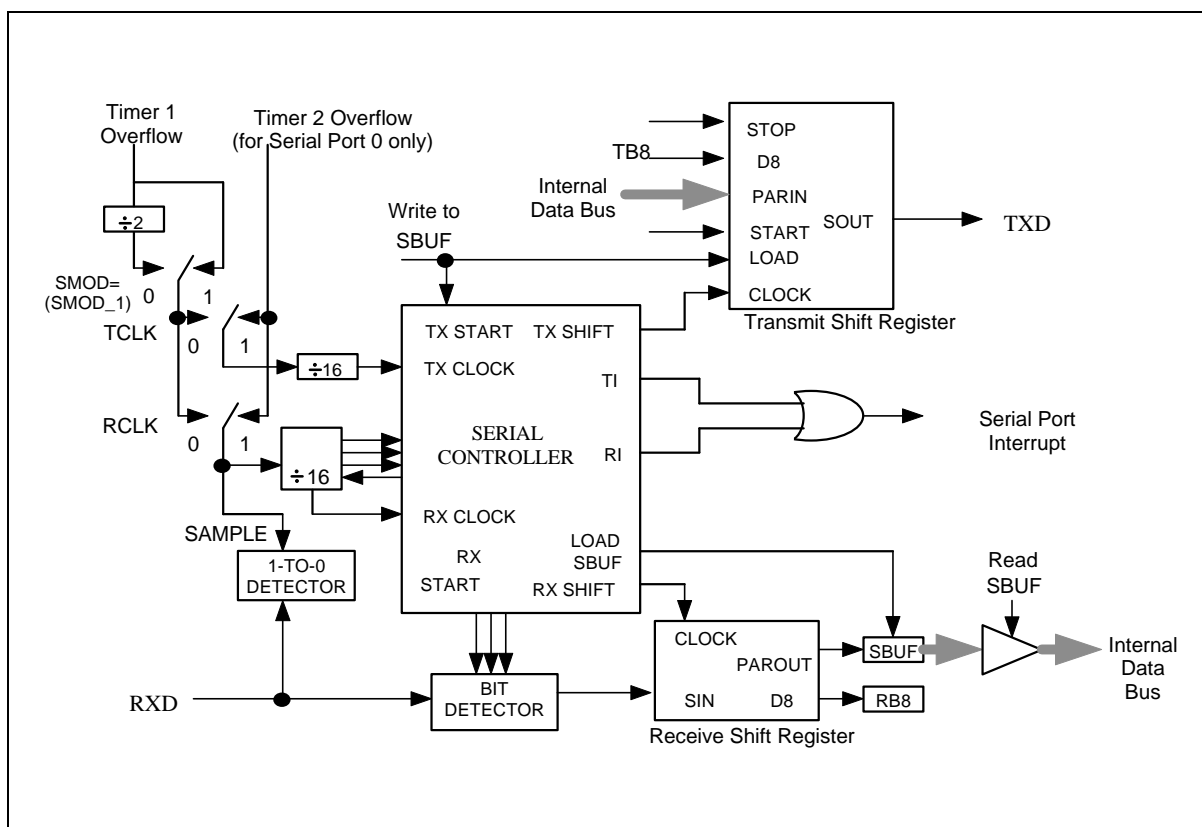 Timer 1
Overflow
Timer 2 Overflow
(for Serial Port 0 only)
÷2
SMOD=
(SMOD_1)
0
1
TCLK
0
1
÷16
RCLK
0
1
÷16
SAMPLE
1-TO-0
DETECTOR
RXD
Write to
SBUF
TX START
TX SHIFT
TX CLOCK
TI
SERIAL
CONTROLLER
RI
RX CLOCK
LOAD
SBUF
RX
START
RX SHIFT
BIT
DETECTOR
TB8
Internal
Data Bus
STOP
D8
PARIN
SOUT
START
LOAD
CLOCK
Transmit Shift Register
TXD
Serial Port
Interrupt
CLOCK
PAROUT
SIN
D8
Receive Shift Register
SBUF
RB8
Read
SBUF
Internal
Data
Bus